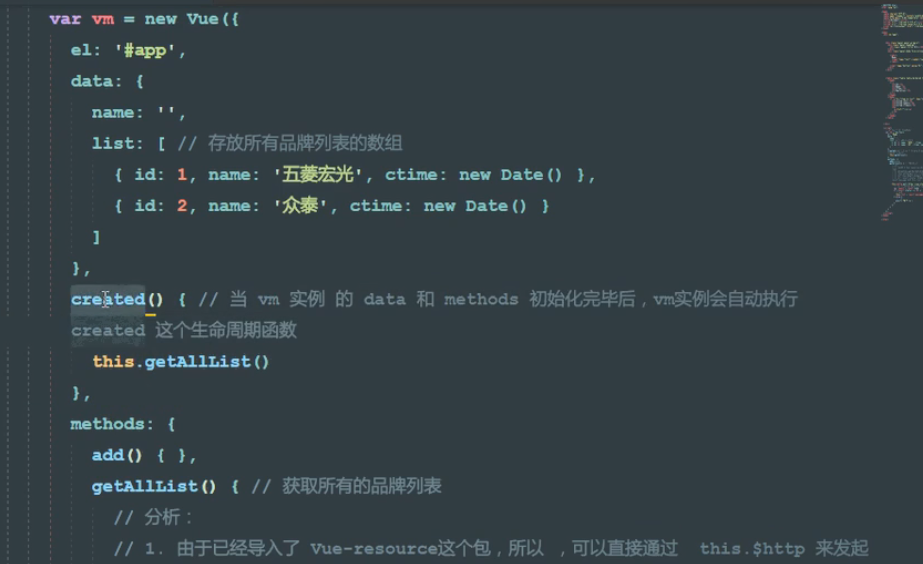 var vm = new Vue({
el: '#app',
data: {
name: '',
list: [ // 存放所有品牌列表的数组
{ id: 1, name: '五菱宏光', ctime: new Date() },
{ id: 2, name: '众泰', ctime: new Date() }
]
},
created() { // 当 vm 实例 的 data 和 methods 初始化完毕后，vm实例会自动执行
created 这个生命周期函数
this.getAllList()
},
methods: {
add() { },
getAllList() { // 获取所有的品牌列表
// 分析：
// 1. 由于已经导入了 Vue-resource这个包，所以 ，可以直接通过  this.$http 来发起